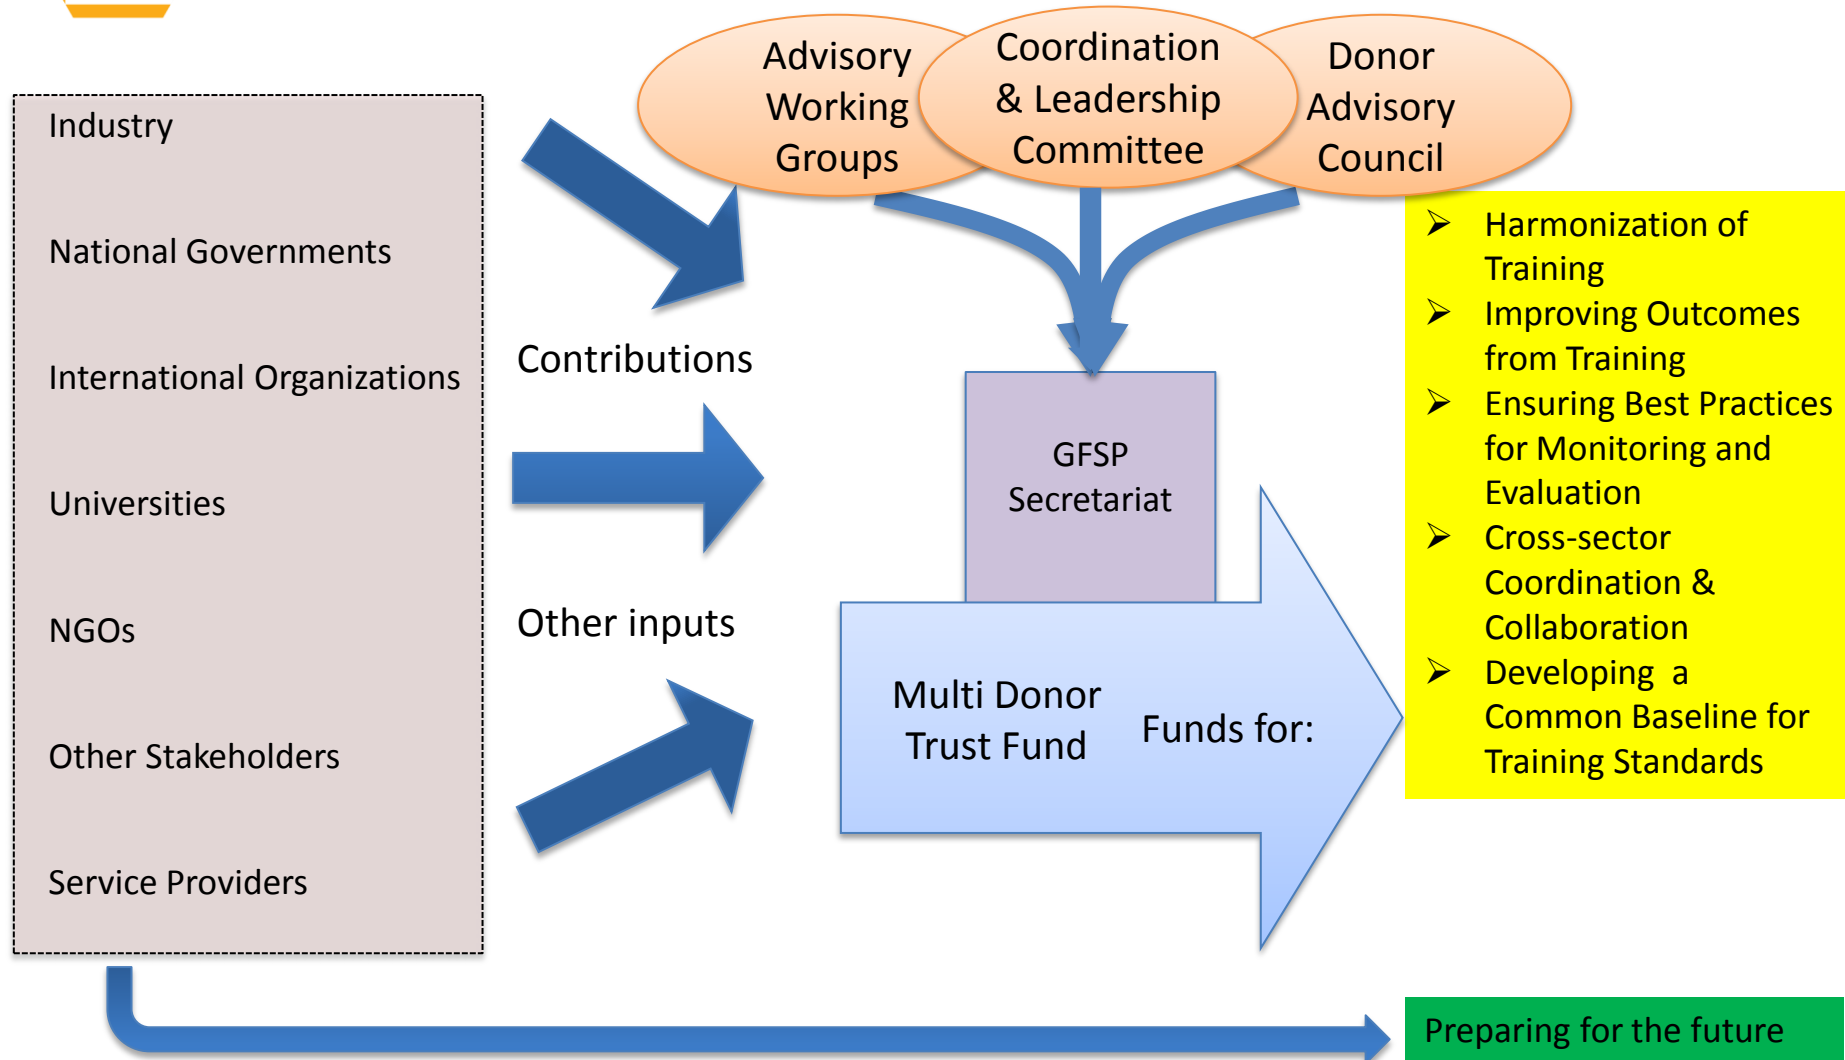 Industry
National Governments
International Organizations
Universities
NGOs
Other Stakeholders
Service Providers
Contributions
Other inputs
Advisory
Working
Groups
Coordination
& Leadership
Committee
Donor
Advisory
Council
GFSP
Secretariat
Multi Donor
Trust Fund
Funds for:
➢ Harmonization of
Training
➢ Improving Outcomes
from Training
➢ Ensuring Best Practices
for Monitoring and
Evaluation
➢ Cross-sector
Coordination &
Collaboration
➢ Developing a
Common Baseline for
Training Standards
Preparing for the future